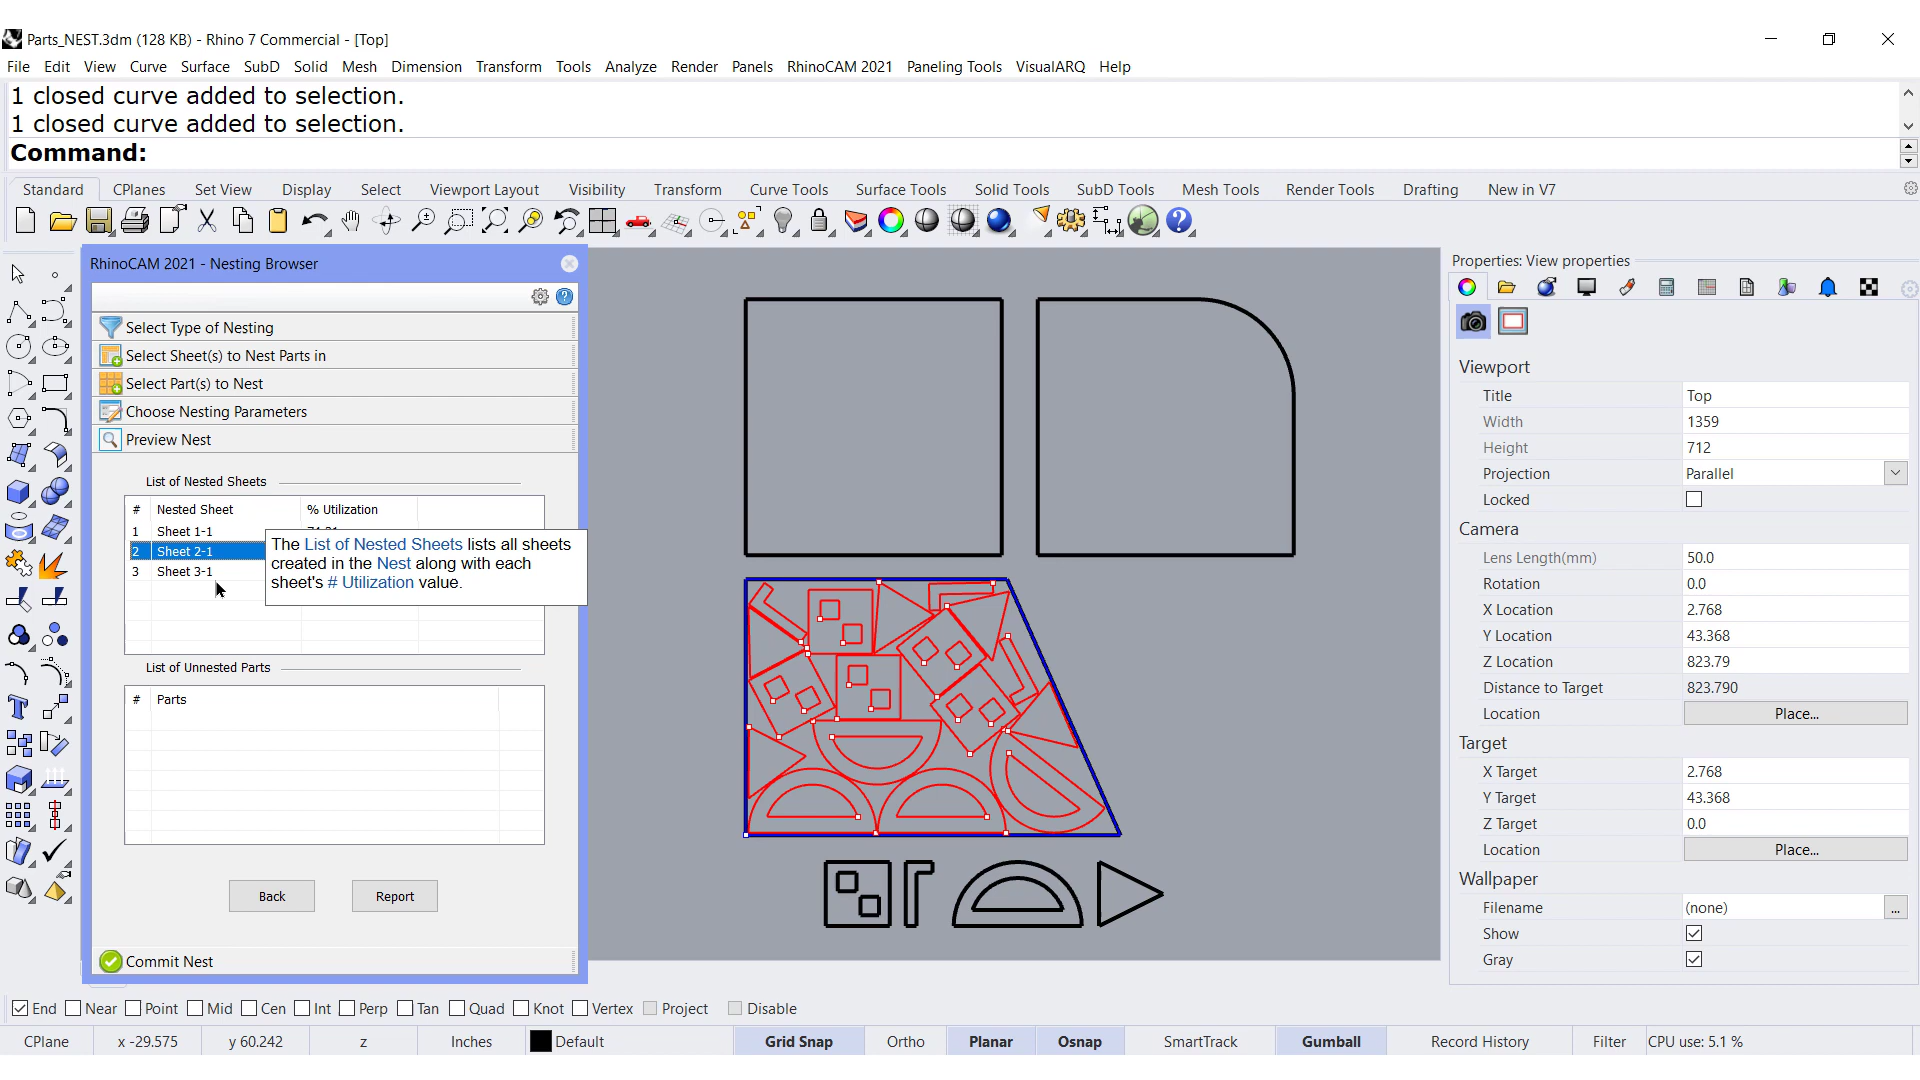 Parts_NEST.3dm (128 KB) - Rhino 7 Commercial - [Top]
File Edit View Curve Surface SubD Solid Mesh Dimension Transform Tools Analyze Render Panels RhinoCAM 2021 Paneling Tools VisualARQ Help
1 closed curve added to selection.
1 closed curve added to selection.
Command:
Standard CPlanes Set View Display Select Viewport Layout Visibility Transform Curve Tools Surface Tools Solid Tools SubD Tools Mesh Tools Render Tools Drafting New in V7
RhinoCAM 2021 - Nesting Browser
Select Type of Nesting
Select Sheet(s) to Nest Parts in
Select Part(s) to Nest
Choose Nesting Parameters
Preview Nest
List of Nested Sheets
# Nested Sheet % Utilization
1 Sheet 1-1
2 Sheet 2-1
3 Sheet 3-1
The List of Nested Sheets lists all sheets
created in the Nest along with each
sheet's # Utilization value.
List of Unnested Parts
# Parts
Back Report
Commit Nest
Properties: View properties
Viewport
Title Top
Width 1359
Height 712
Projection Parallel
Locked
Camera
Lens Length(mm) 50.0
Rotation 0.0
X Location 2.768
Y Location 43.368
Z Location 823.79
Distance to Target 823.790
Location Place...
Target
X Target 2.768
Y Target 43.368
Z Target 0.0
Location Place...
Wallpaper
Filename (none) ...
Show
Gray
End Near Point Mid Cen Int Perp Tan Quad Knot Vertex Project Disable
CPlane x -29.575 y 60.242 z Inches Default Grid Snap Ortho Planar Osnap SmartTrack Gumball Record History Filter CPU use: 5.1 %